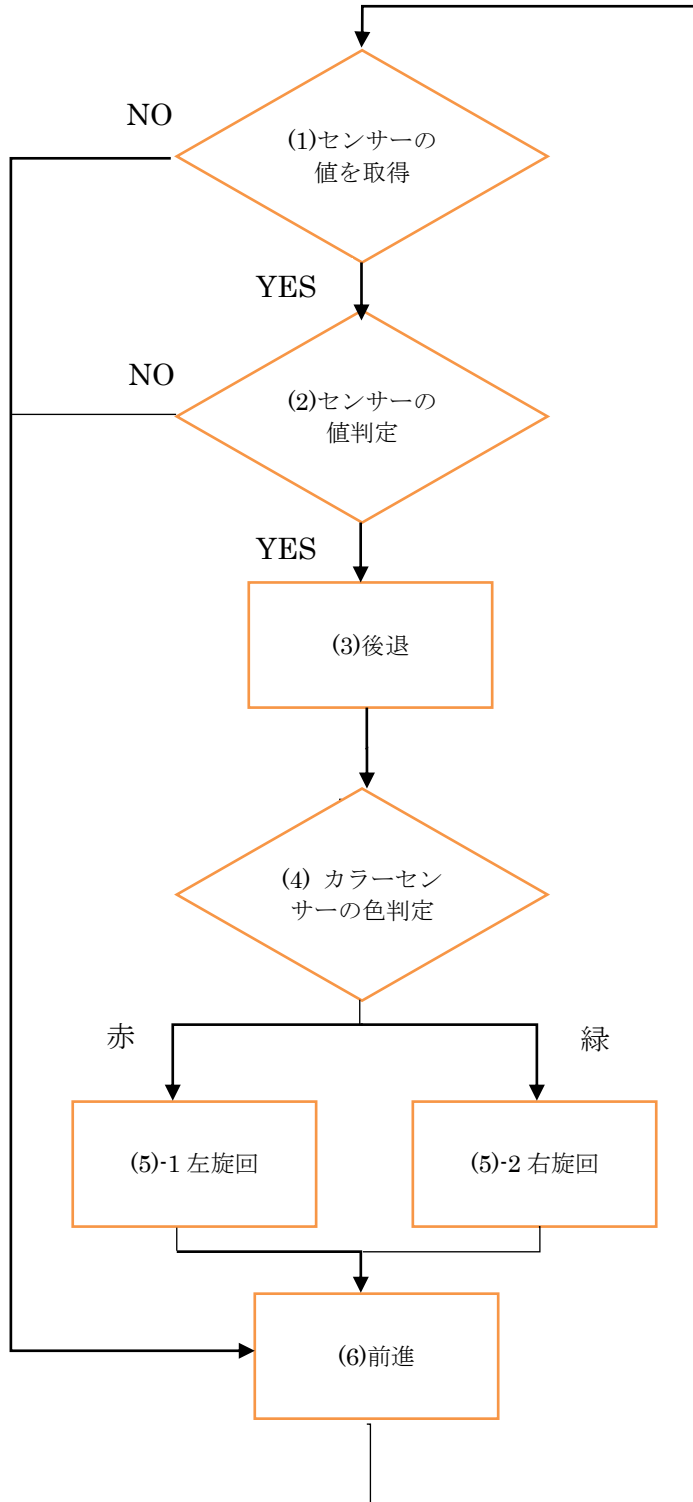 NO
(1)センサーの
値を取得
YES
NO
(2)センサーの
値判定
YES
(3)後退
(4) カラーセン
サーの色判定
赤
緑
(5)-1 左旋回
(5)-2 右旋回
(6)前進